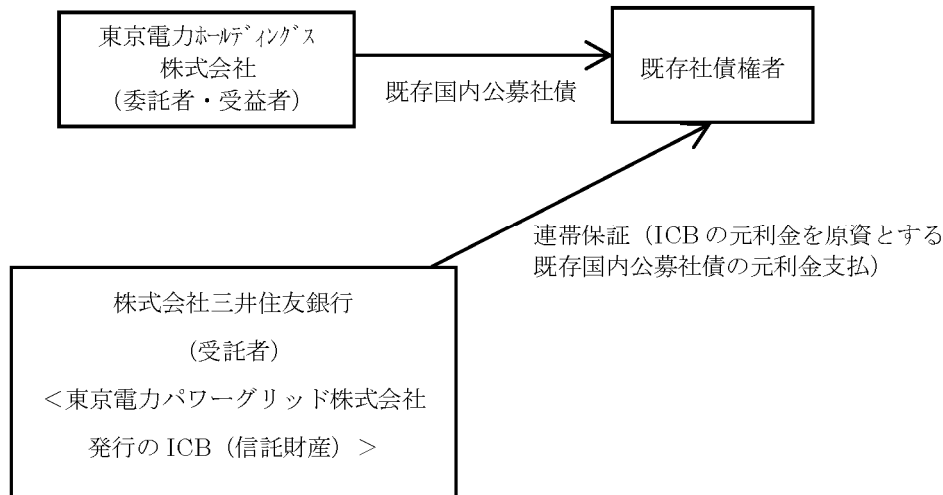 東京電力ﾎｰﾙﾃﾞｨﾝｸﾞｽ
株式会社
（委託者・受益者）
既存国内公募社債
既存社債権者
連帯保証（ICB の元利金を原資とする
既存国内公募社債の元利金支払）
株式会社三井住友銀行
（受託者）
＜東京電力パワーグリッド株式会社
発行の ICB（信託財産）＞